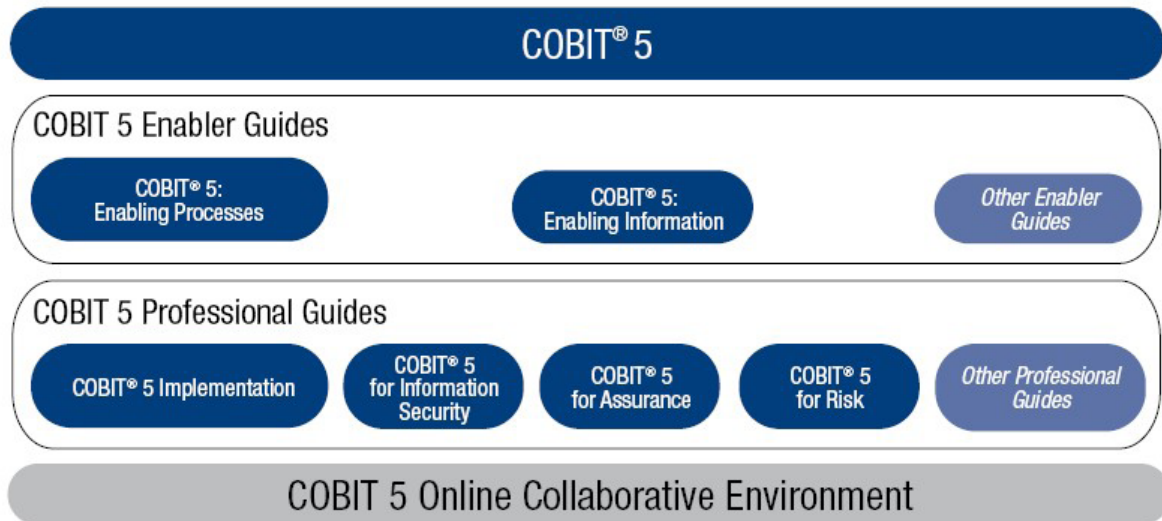 COBIT® 5
COBIT 5 Enabler Guides
COBIT® 5:
Enabling Processes
COBIT® 5:
Enabling Information
Other Enabler
Guides
COBIT 5 Professional Guides
COBIT® 5 Implementation
COBIT® 5
for Information
Security
COBIT® 5
for Assurance
COBIT® 5
for Risk
Other Professional
Guides
COBIT 5 Online Collaborative Environment